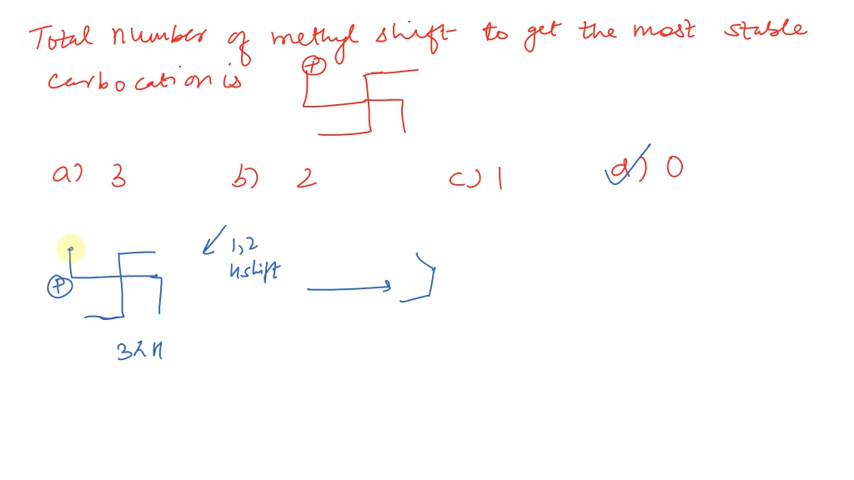 Total number of methyl shift to get the most stable
carbocation is
+
a) 3 b) 2 c) 1 d) 0
1,2
H shift
+
3αH